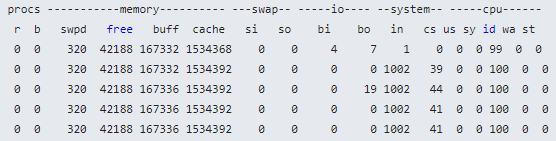 procs -----------memory---------- ---swap-- -----io---- --system-- -----cpu------
r b swpd free buff cache si so bi bo in cs us sy id wa st
0 0 320 42188 167332 1534368 0 0 4 7 1 0 0 0 99 0 0
0 0 320 42188 167332 1534392 0 0 0 0 1002 39 0 0 100 0 0
0 0 320 42188 167336 1534392 0 0 0 19 1002 44 0 0 100 0 0
0 0 320 42188 167336 1534392 0 0 0 0 1002 41 0 0 100 0 0
0 0 320 42188 167336 1534392 0 0 0 0 1002 41 0 0 100 0 0